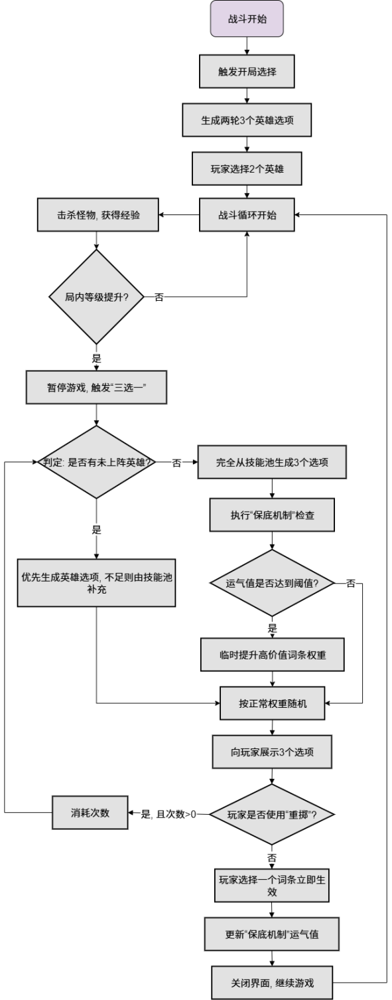 战斗开始
触发开局选择
生成两轮3个英雄选项
玩家选择2个英雄
战斗循环开始
击杀怪物, 获得经验
局内等级提升?
否
是
暂停游戏, 触发“三选一”
判定: 是否有未上阵英雄?
否
完全从技能池生成3个选项
执行“保底机制”检查
是
优先生成英雄选项, 不足则由技能池
补充
运气值是否达到阈值?
否
是
临时提升高价值词条权重
按正常权重随机
向玩家展示3个选项
玩家是否使用“重掷”?
是, 且次数>0
消耗次数
否
玩家选择一个词条立即生
效
更新“保底机制”运气值
关闭界面, 继续游戏